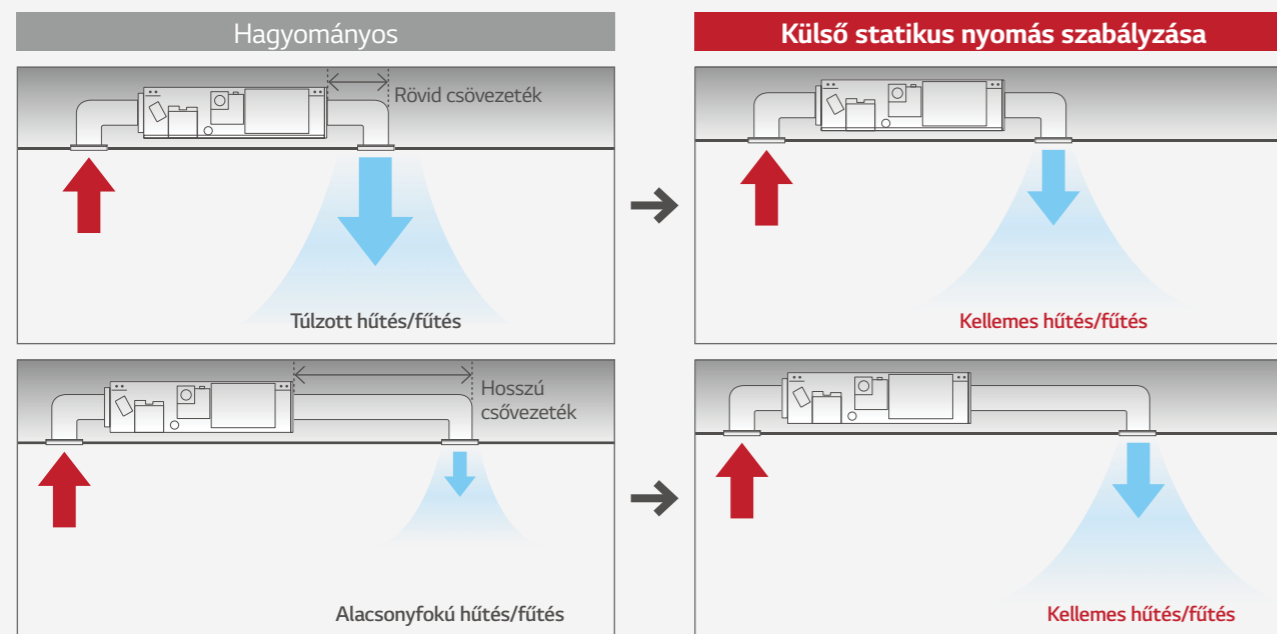 Hagyományos
Külső statikus nyomás szabályzása
Rövid csövezeték
Túlzott hűtés/fűtés
Kellemes hűtés/fűtés
Hosszú
csővezeték
Alacsonyfokú hűtés/fűtés
Kellemes hűtés/fűtés